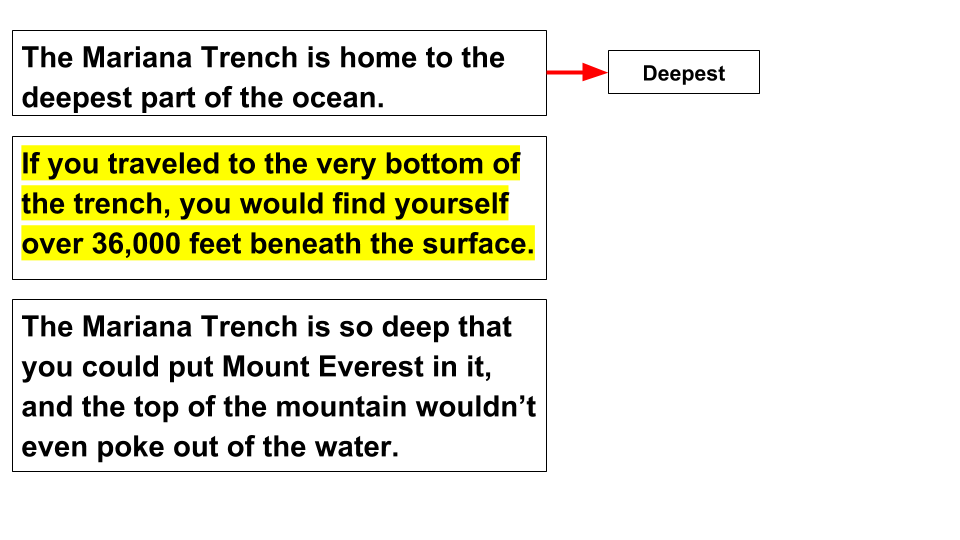 The Mariana Trench is home to the
deepest part of the ocean.
Deepest
If you traveled to the very bottom of
the trench, you would find yourself
over 36,000 feet beneath the surface.
The Mariana Trench is so deep that
you could put Mount Everest in it,
and the top of the mountain wouldn’t
even poke out of the water.